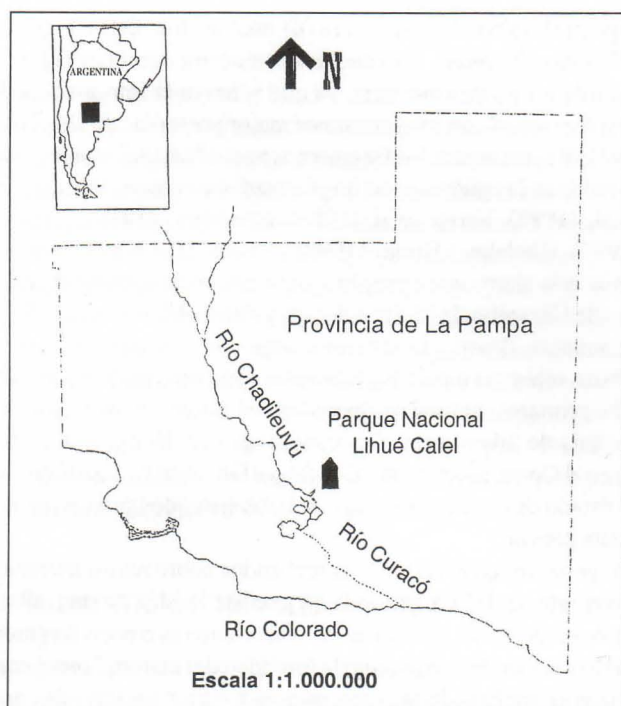 ARGENTINA
N
Provincia de La Pampa
Río Chadileuvú
Parque Nacional
Lihué Calel
Río Curacó
Río Colorado
Escala 1:1.000.000